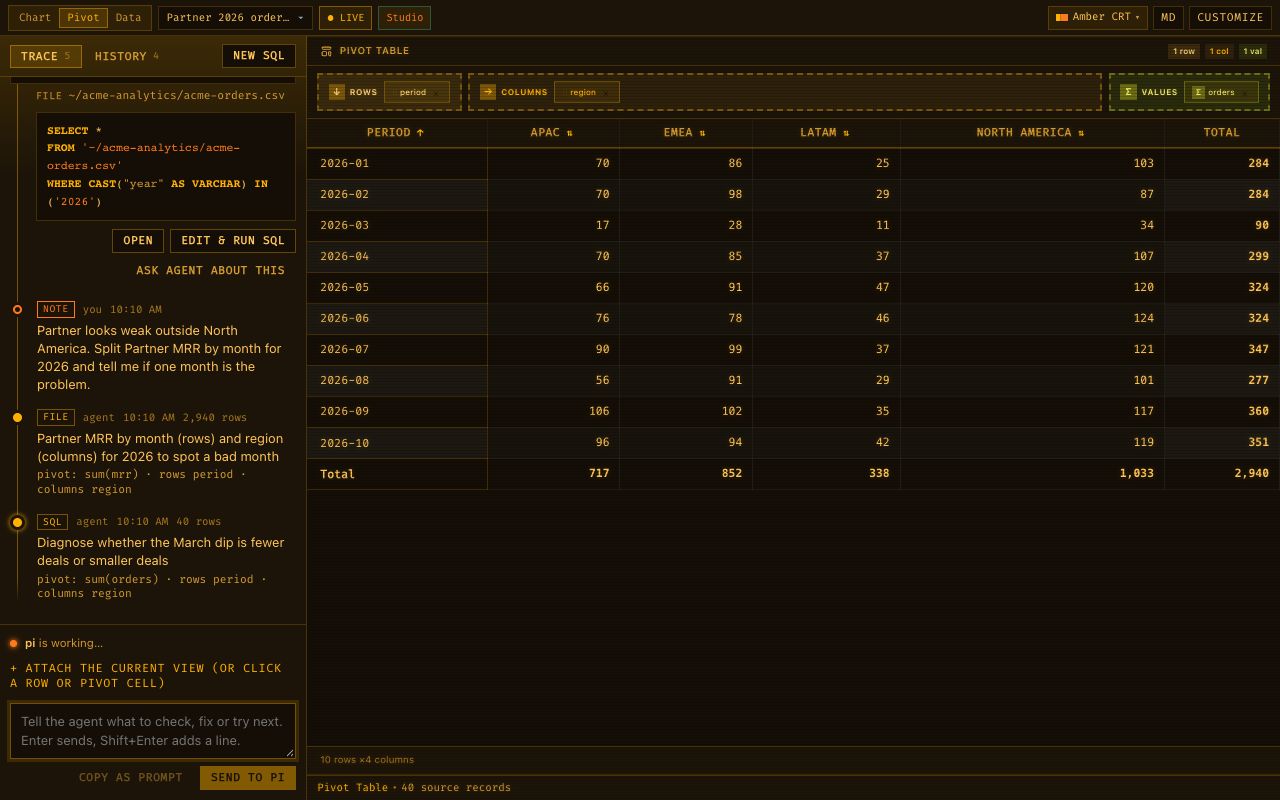 Chart Pivot Data Partner 2026 order… LIVE Studio Amber CRT MD CUSTOMIZE
TRACE 5 HISTORY 4 NEW SQL
FILE ~/acme-analytics/acme-orders.csv
SELECT *
FROM '~/acme-analytics/acme-
orders.csv'
WHERE CAST("year" AS VARCHAR) IN
('2026')
OPEN EDIT & RUN SQL
ASK AGENT ABOUT THIS
NOTE you 10:10 AM
Partner looks weak outside North
America. Split Partner MRR by month for
2026 and tell me if one month is the
problem.
FILE agent 10:10 AM 2,940 rows
Partner MRR by month (rows) and region
(columns) for 2026 to spot a bad month
pivot: sum(mrr) · rows period ·
columns region
SQL agent 10:10 AM 40 rows
Diagnose whether the March dip is fewer
deals or smaller deals
pivot: sum(orders) · rows period ·
columns region
pi is working…
+ ATTACH THE CURRENT VIEW (OR CLICK
A ROW OR PIVOT CELL)
Tell the agent what to check, fix or try next.
Enter sends, Shift+Enter adds a line.
COPY AS PROMPT SEND TO PI
PIVOT TABLE 1 row 1 col 1 val
↓ ROWS period → COLUMNS region Σ VALUES Σ orders
PERIOD ↑ APAC ⇅ EMEA ⇅ LATAM ⇅ NORTH AMERICA ⇅ TOTAL
2026-01 70 86 25 103 284
2026-02 70 98 29 87 284
2026-03 17 28 11 34 90
2026-04 70 85 37 107 299
2026-05 66 91 47 120 324
2026-06 76 78 46 124 324
2026-07 90 99 37 121 347
2026-08 56 91 29 101 277
2026-09 106 102 35 117 360
2026-10 96 94 42 119 351
Total 717 852 338 1,033 2,940
10 rows ×4 columns
Pivot Table • 40 source records